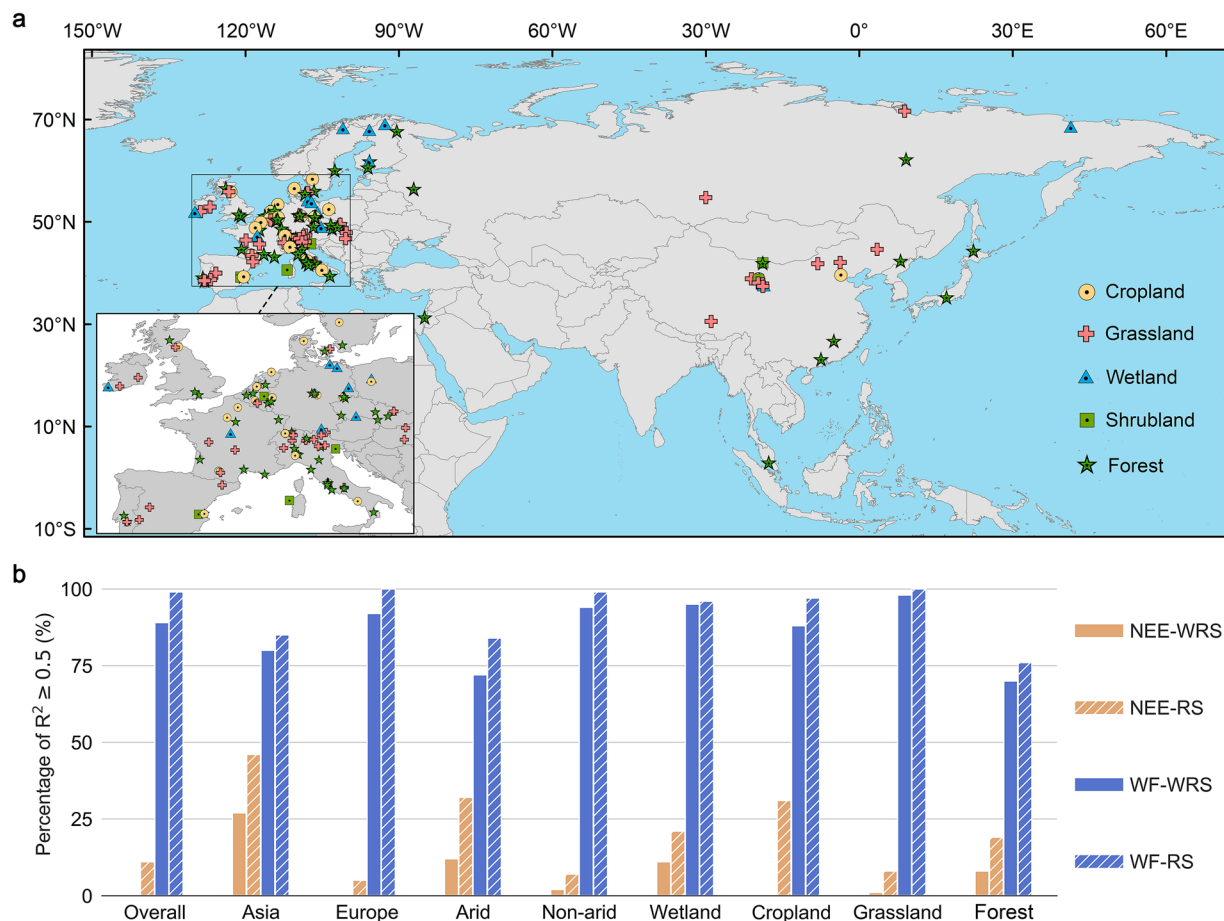 a
150°W 120°W 90°W 60°W 30°W 0° 30°E 60°E
70°N
50°N
30°N
10°N
10°S
Cropland
Grassland
Wetland
Shrubland
Forest
b
Percentage of R² ≥ 0.5 (%)
100
75
50
25
0
Overall Asia Europe Arid Non-arid Wetland Cropland Grassland Forest
NEE-WRS
NEE-RS
WF-WRS
WF-RS